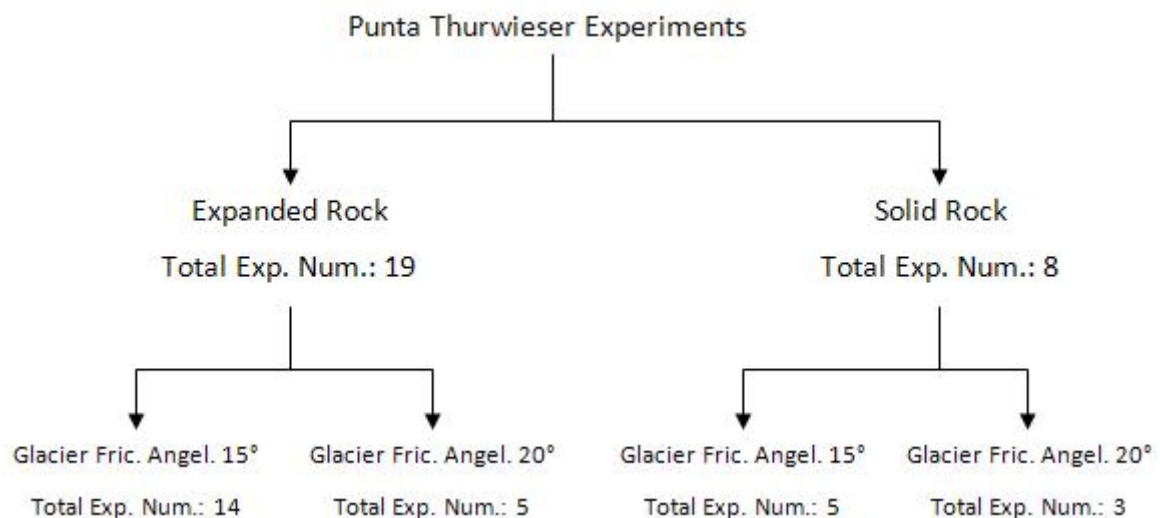 Punta Thurwieser Experiments
Expanded Rock
Total Exp. Num.: 19
Solid Rock
Total Exp. Num.: 8
Glacier Fric. Angel. 15°
Total Exp. Num.: 14
Glacier Fric. Angel. 20°
Total Exp. Num.: 5
Glacier Fric. Angel. 15°
Total Exp. Num.: 5
Glacier Fric. Angel. 20°
Total Exp. Num.: 3